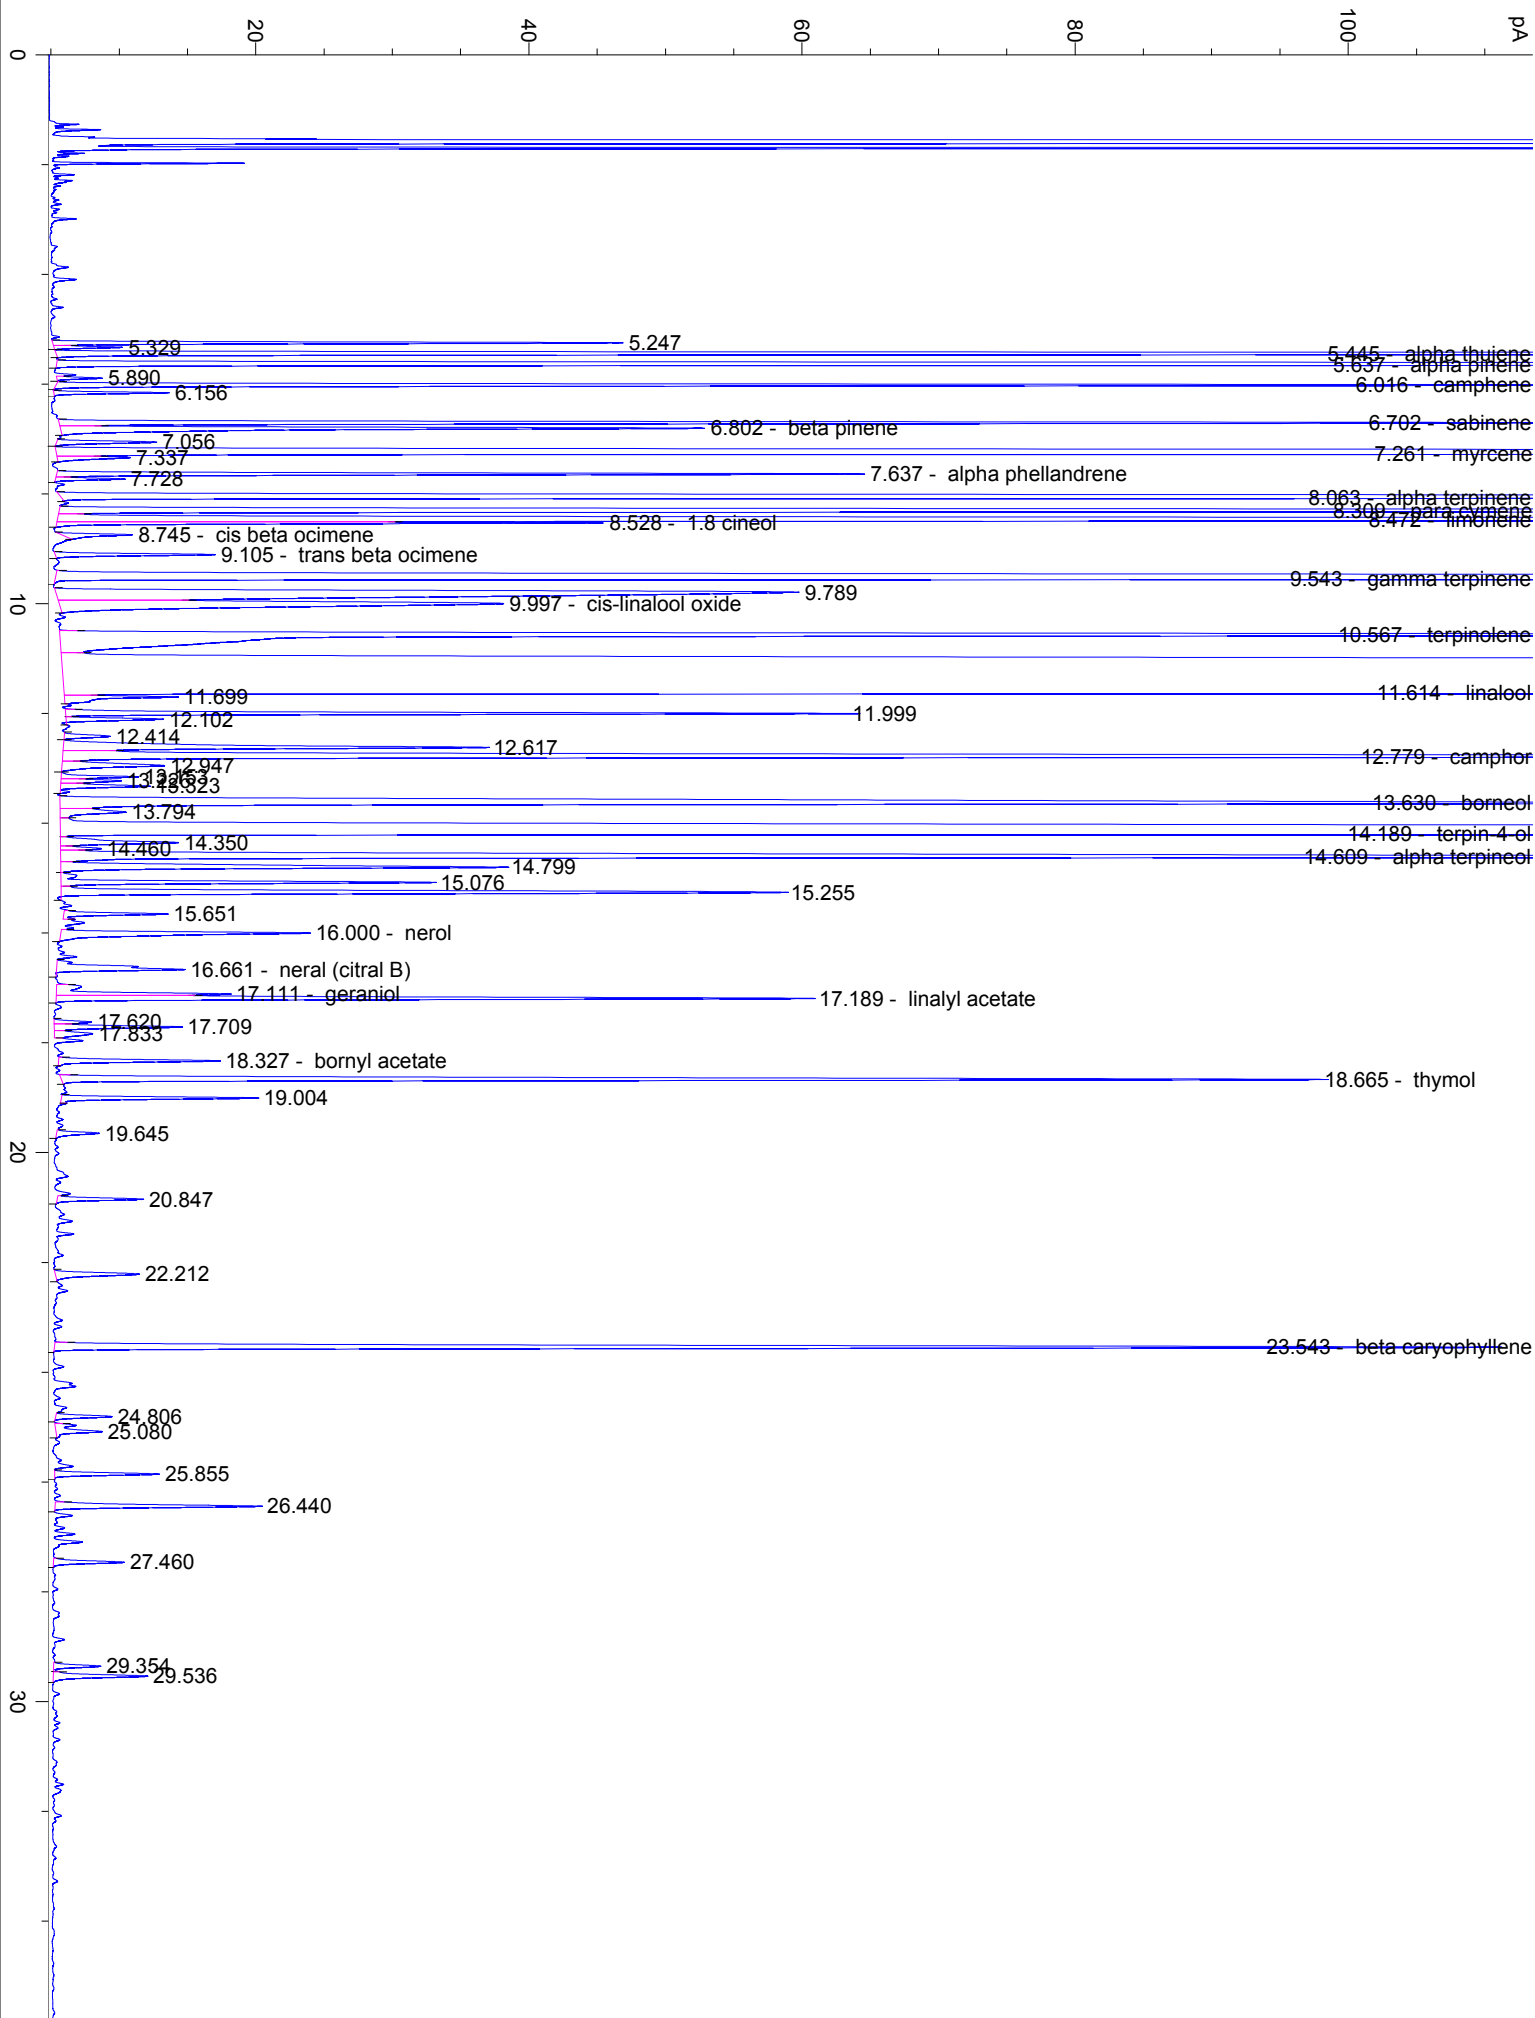 pA
100
80
60
40
20
0
5.247
5.329
5.445 - alpha thujene
5.637 - alpha pinene
5.890
6.016 - camphene
6.156
6.702 - sabinene
6.802 - beta pinene
7.056
7.261 - myrcene
7.337
7.637 - alpha phellandrene
7.728
8.063 - alpha terpinene
8.309 - para cymene
8.472 - limonene
8.528 - 1.8 cineol
8.745 - cis beta ocimene
9.105 - trans beta ocimene
9.543 - gamma terpinene
9.789
10
9.997 - cis-linalool oxide
10.567 - terpinolene
11.614 - linalool
11.699
11.999
12.102
12.414
12.617
12.779 - camphor
12.947
13.153
13.226
13.323
13.630 - borneol
13.794
14.189 - terpin-4-ol
14.350
14.460
14.609 - alpha terpineol
14.799
15.076
15.255
15.651
16.000 - nerol
16.661 - neral (citral B)
17.111 - geraniol
17.189 - linalyl acetate
17.620
17.709
17.833
18.327 - bornyl acetate
18.665 - thymol
19.004
19.645
20
20.847
22.212
23.543 - beta caryophyllene
24.806
25.080
25.855
26.440
27.460
29.354
29.536
30